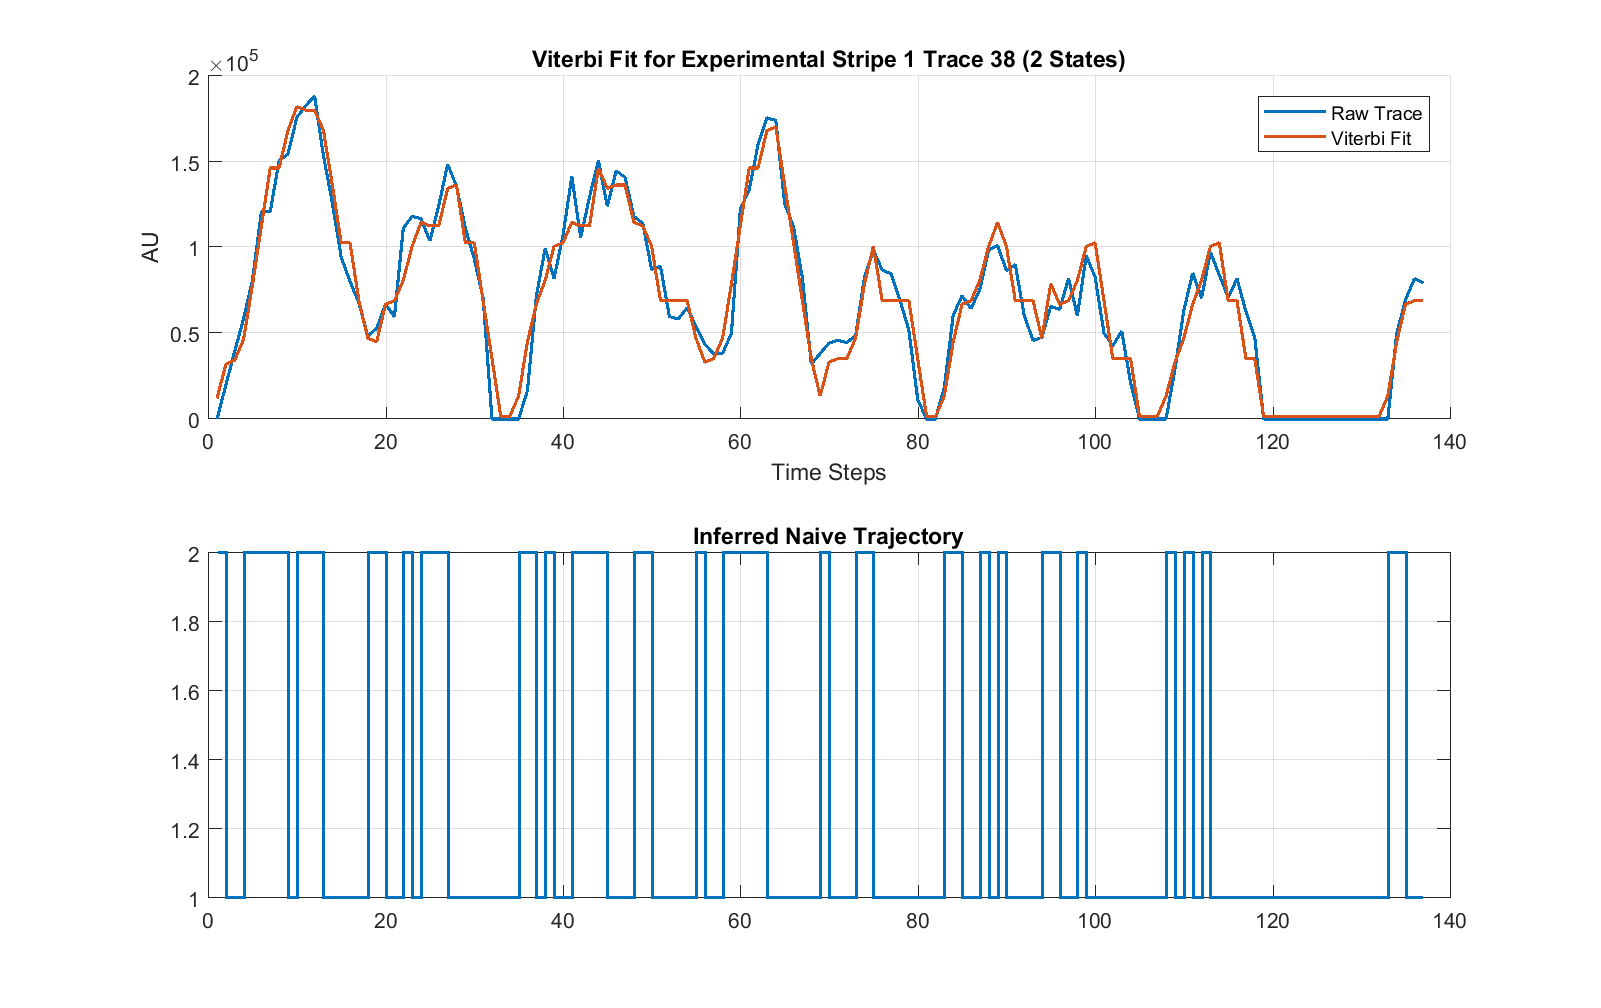 Viterbi Fit for Experimental Stripe 1 Trace 38 (2 States)
×10^5
2
1.5
1
0.5
0
AU
Raw Trace
Viterbi Fit
0 20 40 60 80 100 120 140
Time Steps
Inferred Naive Trajectory
2
1.8
1.6
1.4
1.2
1
0 20 40 60 80 100 120 140